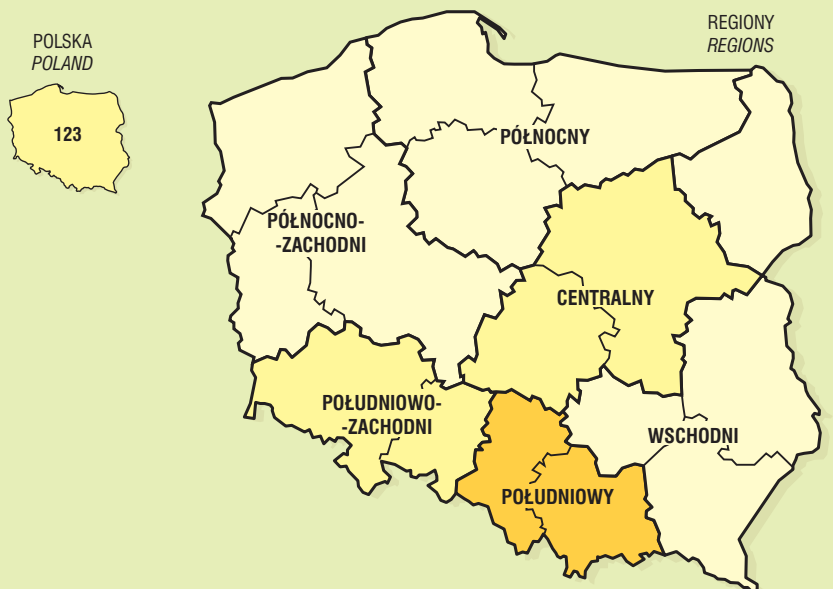 POLSKA
POLAND
123
REGIONY
REGIONS
PÓŁNOCNY
PÓŁNOCNO-
-ZACHODNI
CENTRALNY
POŁUDNIOWO-
-ZACHODNI
WSCHODNI
POŁUDNIOWY